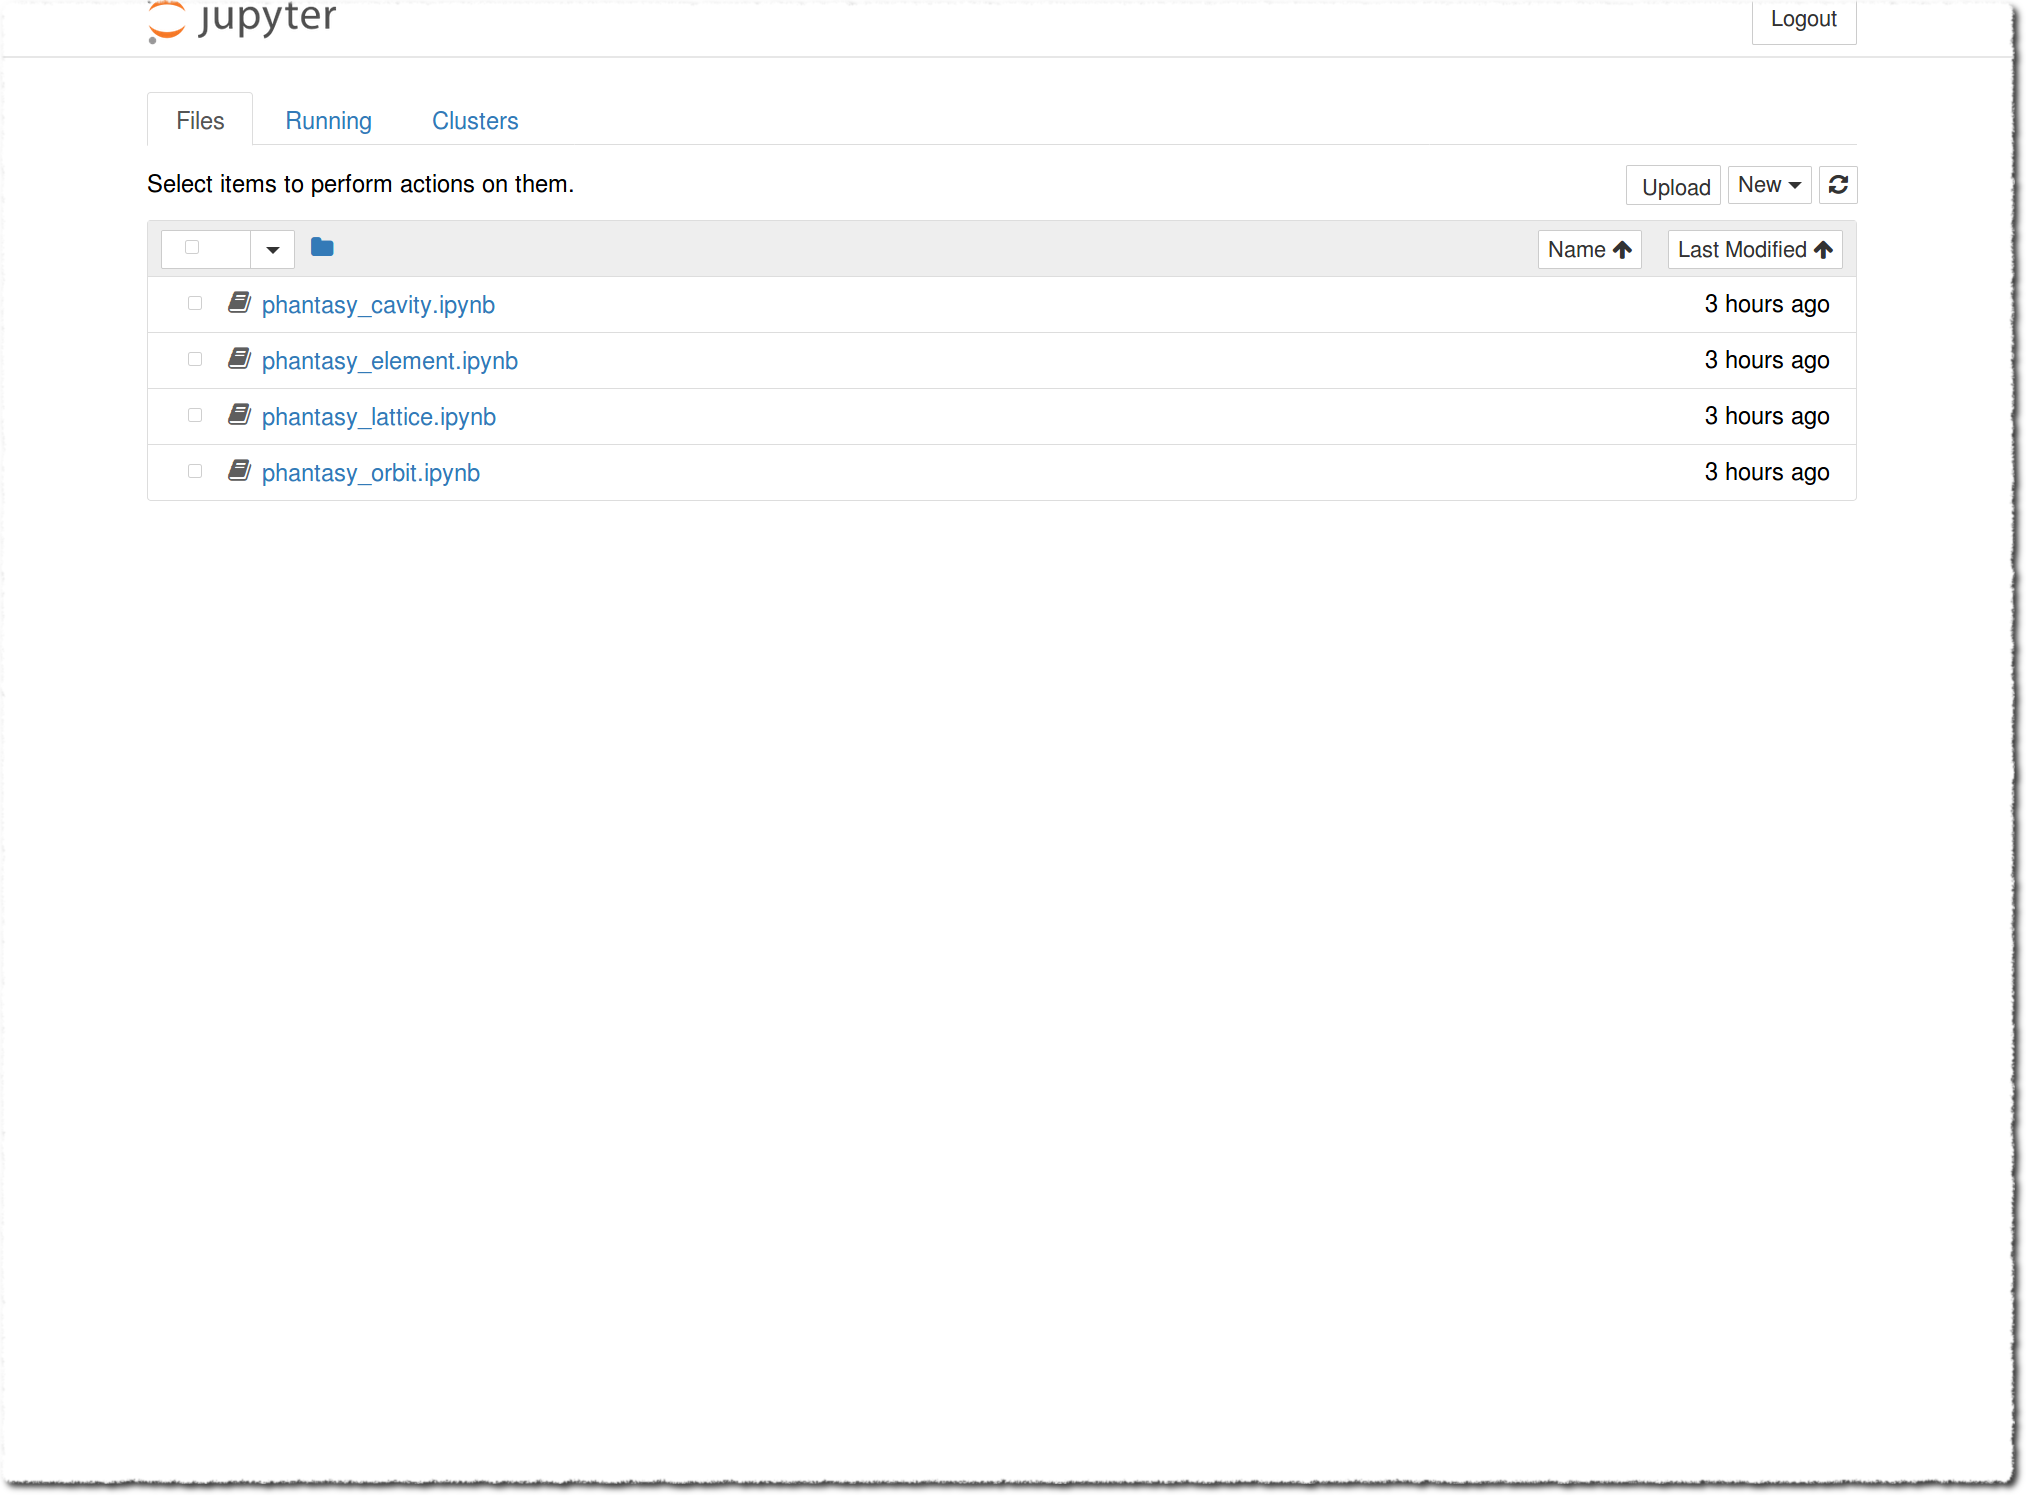 jupyter
Logout
Files Running Clusters
Select items to perform actions on them.
Upload New
Name Last Modified
phantasy_cavity.ipynb 3 hours ago
phantasy_element.ipynb 3 hours ago
phantasy_lattice.ipynb 3 hours ago
phantasy_orbit.ipynb 3 hours ago